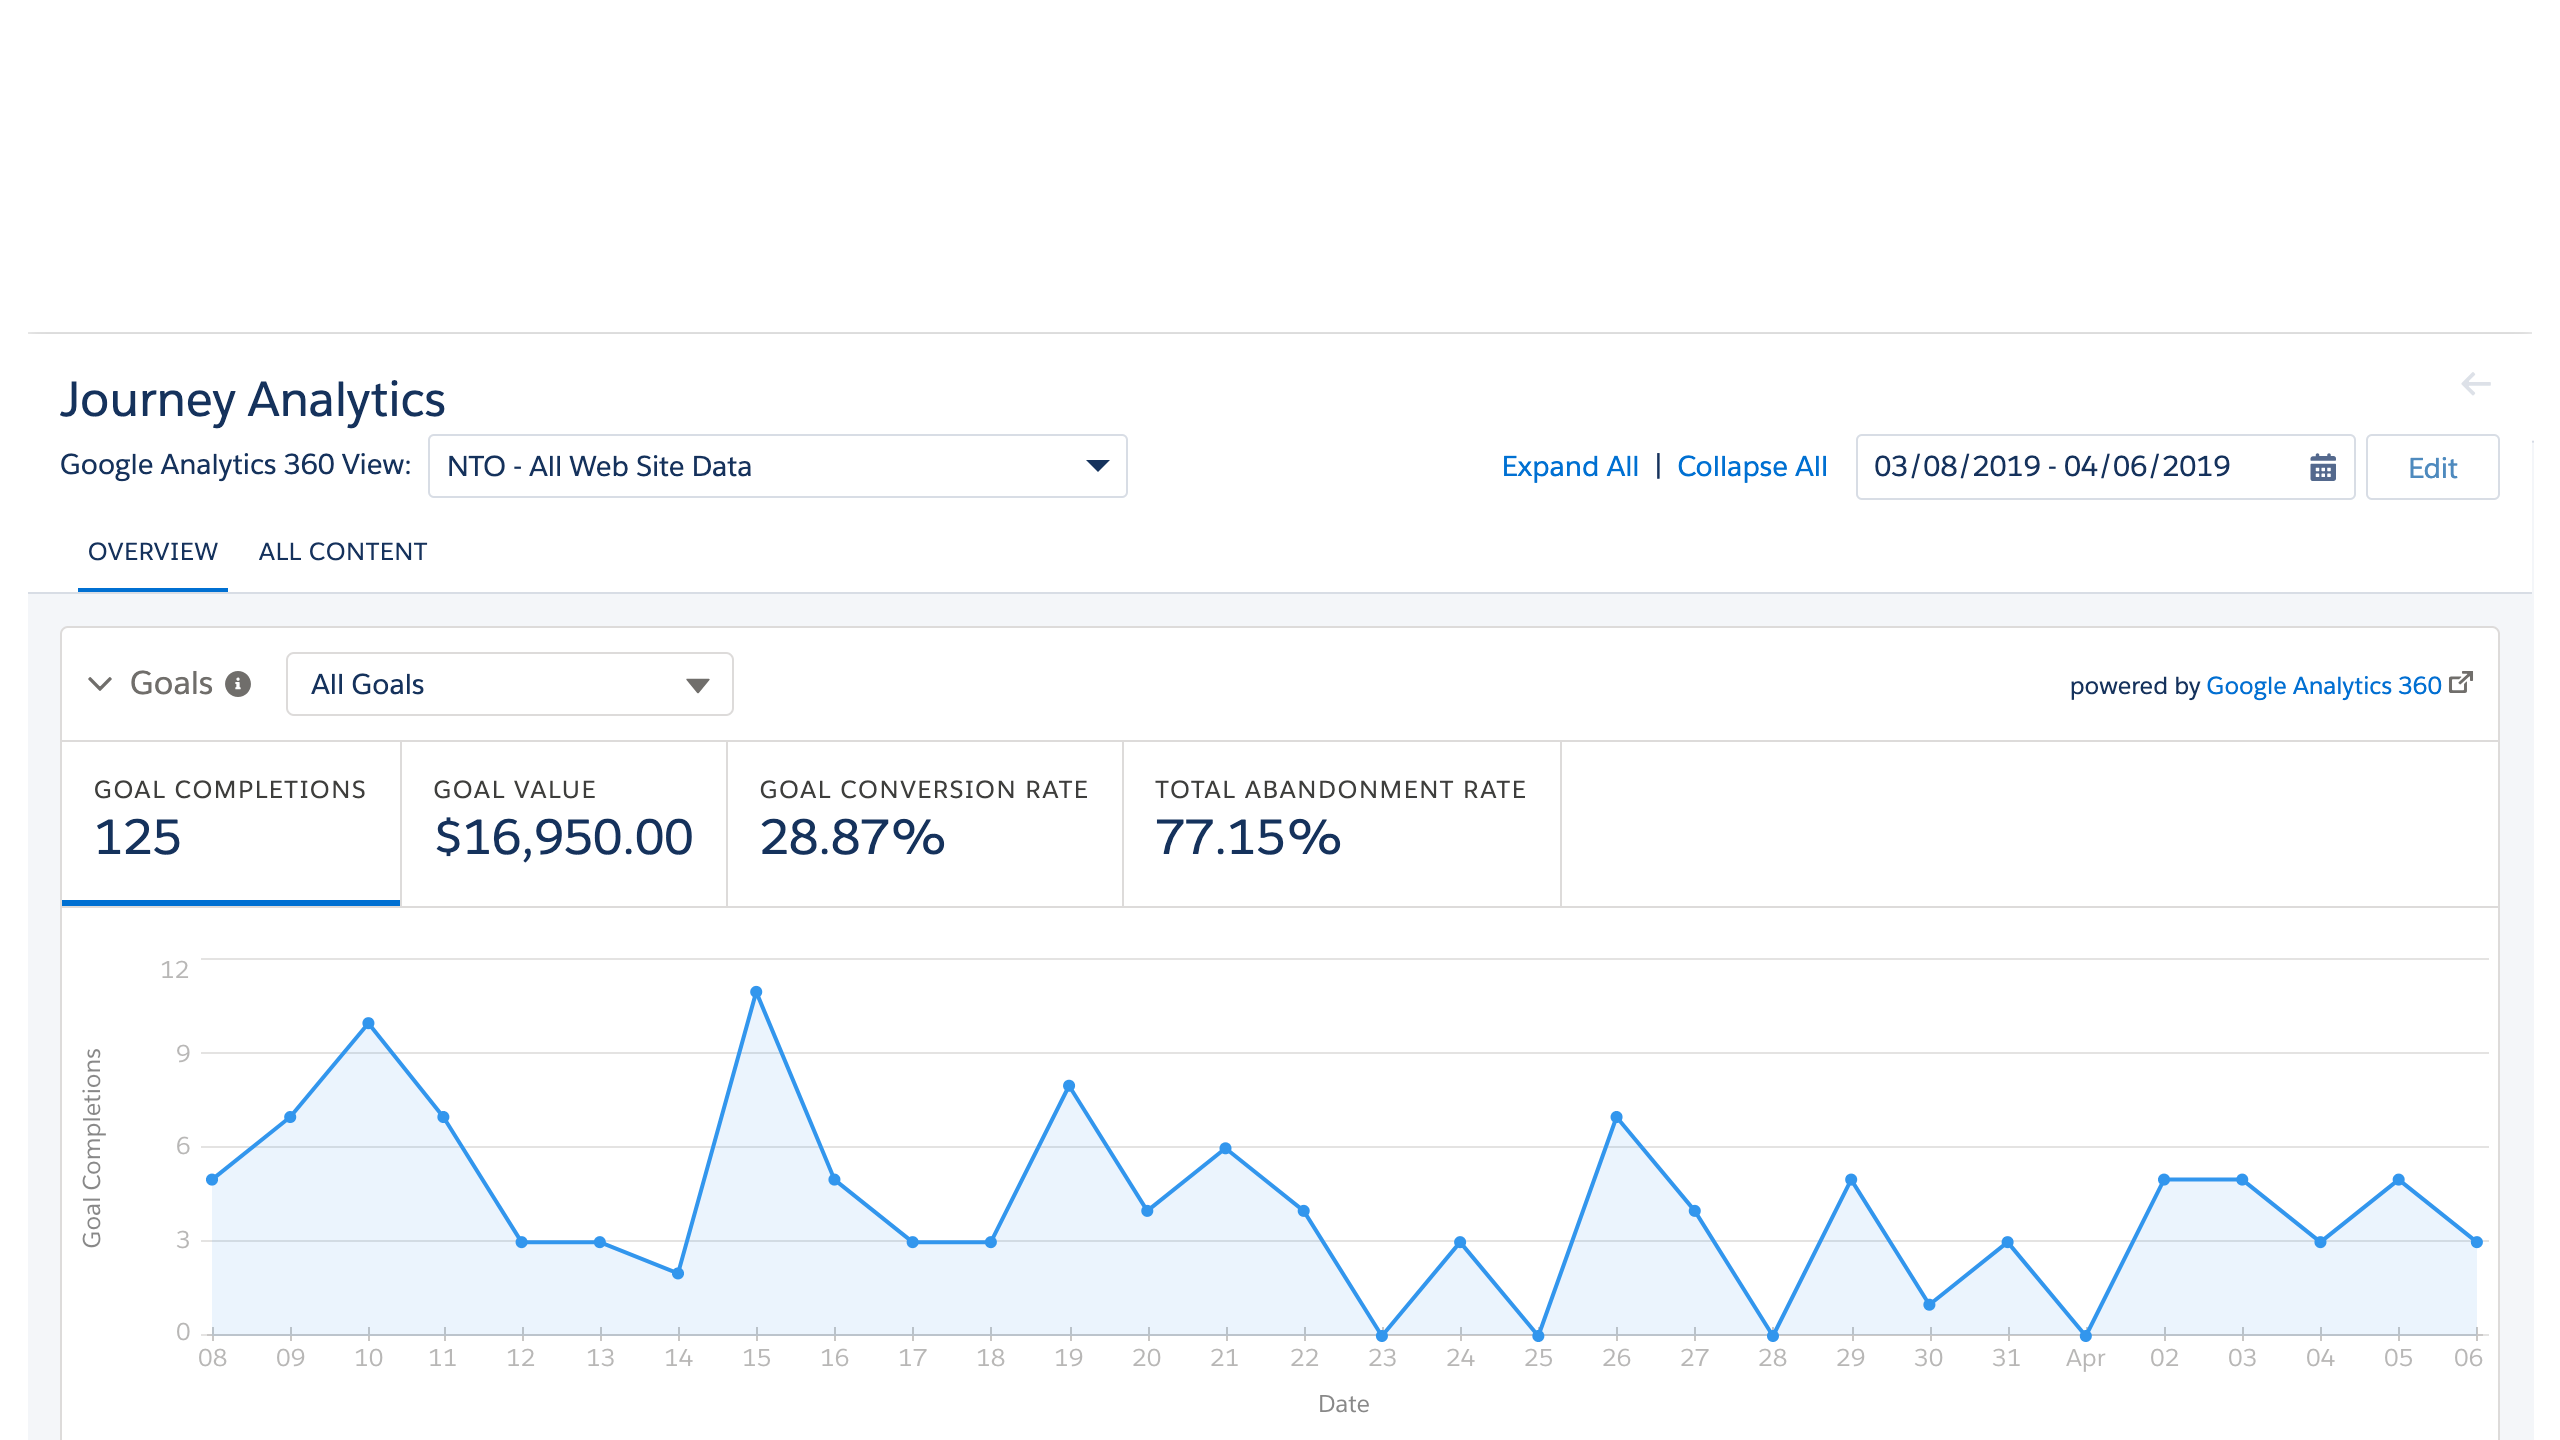 Journey Analytics
Google Analytics 360 View: NTO - All Web Site Data Expand All | Collapse All 03/08/2019 - 04/06/2019 Edit
OVERVIEW ALL CONTENT
Goals All Goals powered by Google Analytics 360
GOAL COMPLETIONS GOAL VALUE GOAL CONVERSION RATE TOTAL ABANDONMENT RATE
125 $16,950.00 28.87% 77.15%
12
9
6
3
0
Goal Completions
08 09 10 11 12 13 14 15 16 17 18 19 20 21 22 23 24 25 26 27 28 29 30 31 Apr 02 03 04 05 06
Date